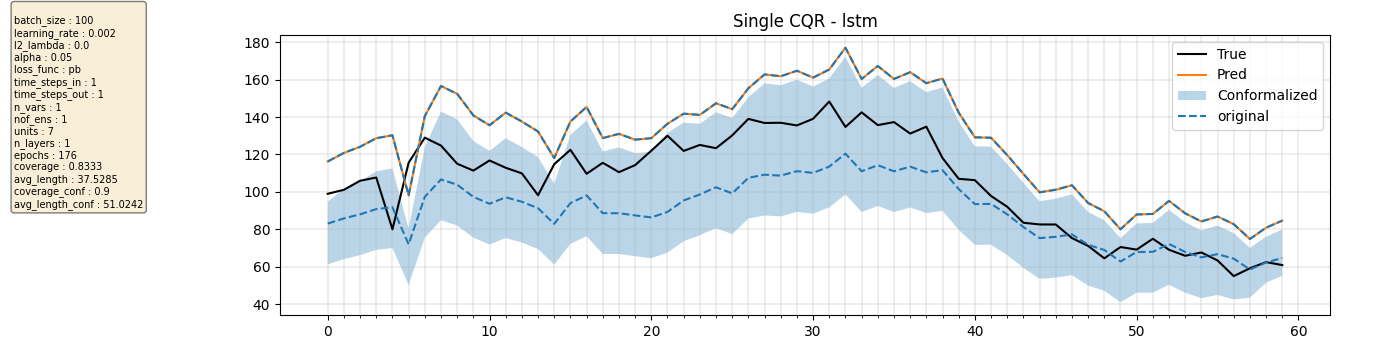 Single CQR - lstm
batch_size : 100
learning_rate : 0.002
l2_lambda : 0.0
alpha : 0.05
loss_func : pb
time_steps_in : 1
time_steps_out : 1
n_vars : 1
nof_ens : 1
units : 7
n_layers : 1
epochs : 176
coverage : 0.8333
avg_length : 37.5285
coverage_conf : 0.9
avg_length_conf : 51.0242
180
160
140
120
100
80
60
40
0 10 20 30 40 50 60
True
Pred
Conformalized
original